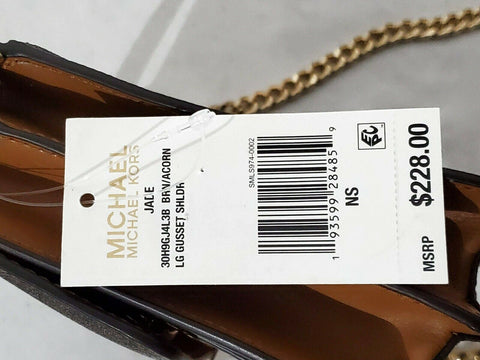 MICHAEL
MICHAEL KORS
JADE
30H9GJ4L3B BRN/ACORN
LG GUSSET SHLDR
SMLS974-0002
1 93599 28485 9
NS
MSRP $228.00